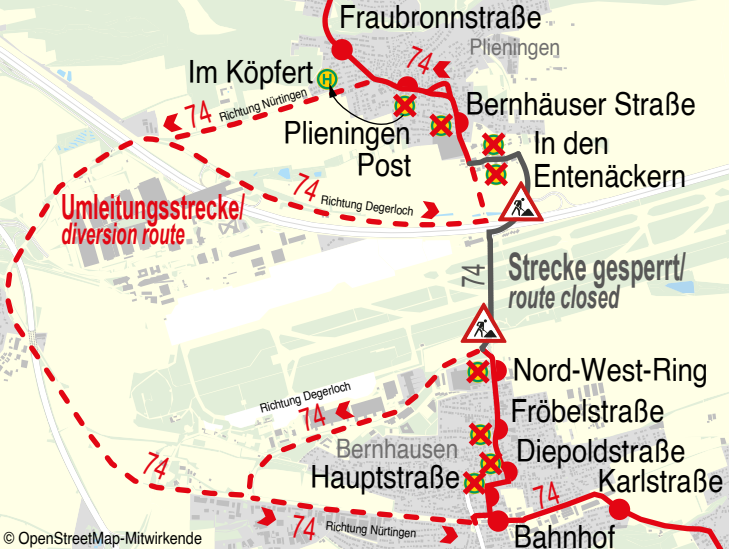 Fraubronnstraße
Plieningen
74
Im Köpfert
H
74
Richtung Nürtingen
Bernhäuser Straße
Plieningen
Post
In den
Entenäckern
74
Richtung Degerloch
Umleitungsstrecke/
diversion route
74
Strecke gesperrt/
route closed
Nord-West-Ring
Richtung Degerloch
74
Fröbelstraße
Bernhausen
Diepoldstraße
Hauptstraße
74
Karlstraße
74
74
Richtung Nürtingen
Bahnhof
© OpenStreetMap-Mitwirkende